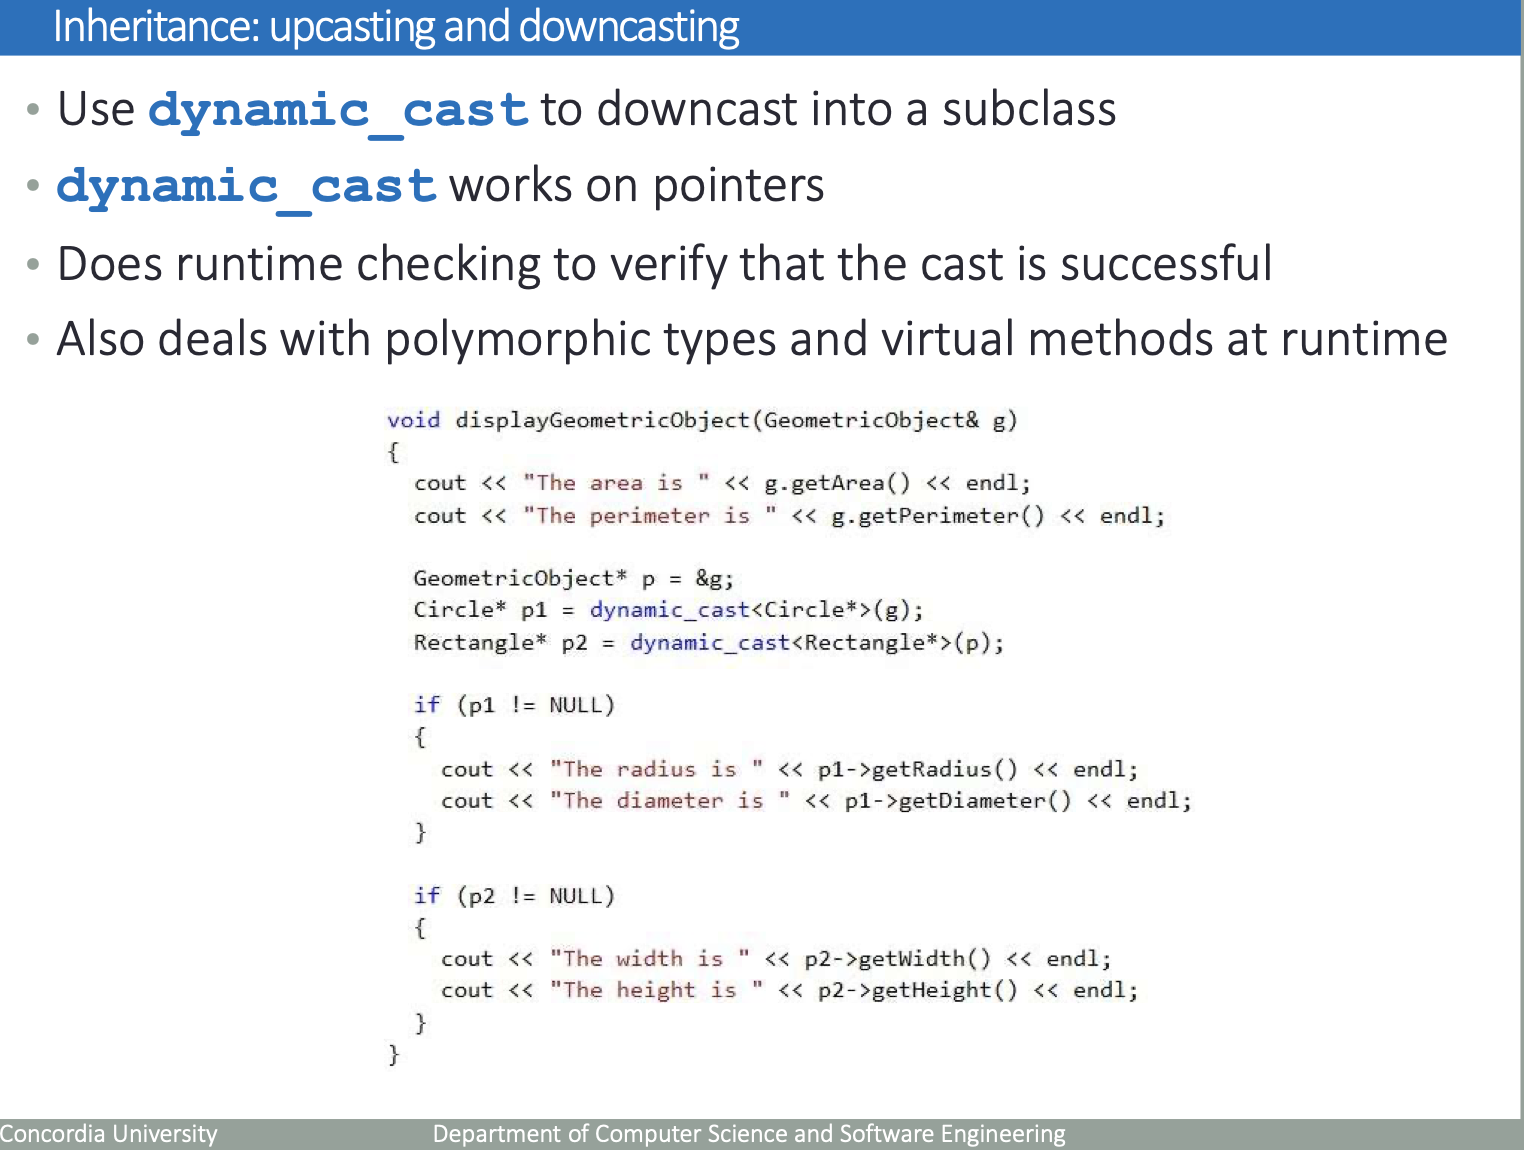 Inheritance: upcasting and downcasting
• Use dynamic_cast to downcast into a subclass
• dynamic_cast works on pointers
• Does runtime checking to verify that the cast is successful
• Also deals with polymorphic types and virtual methods at runtime
void displayGeometricObject(GeometricObject& g)
{
  cout << "The area is " << g.getArea() << endl;
  cout << "The perimeter is " << g.getPerimeter() << endl;

  GeometricObject* p = &g;
  Circle* p1 = dynamic_cast<Circle*>(g);
  Rectangle* p2 = dynamic_cast<Rectangle*>(p);

  if (p1 != NULL)
  {
    cout << "The radius is " << p1->getRadius() << endl;
    cout << "The diameter is " << p1->getDiameter() << endl;
  }

  if (p2 != NULL)
  {
    cout << "The width is " << p2->getWidth() << endl;
    cout << "The height is " << p2->getHeight() << endl;
  }
}
Concordia University
Department of Computer Science and Software Engineering